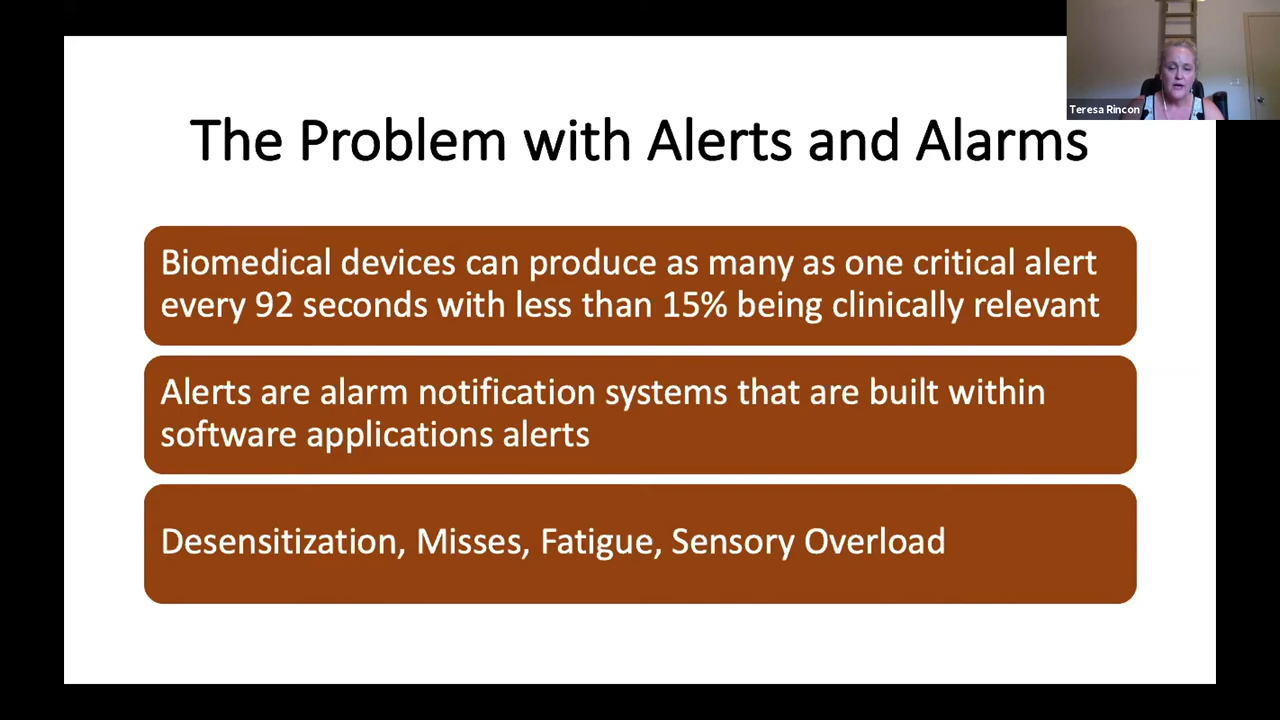 Teresa Rincon
The Problem with Alerts and Alarms
Biomedical devices can produce as many as one critical alert
every 92 seconds with less than 15% being clinically relevant
Alerts are alarm notification systems that are built within
software applications alerts
Desensitization, Misses, Fatigue, Sensory Overload